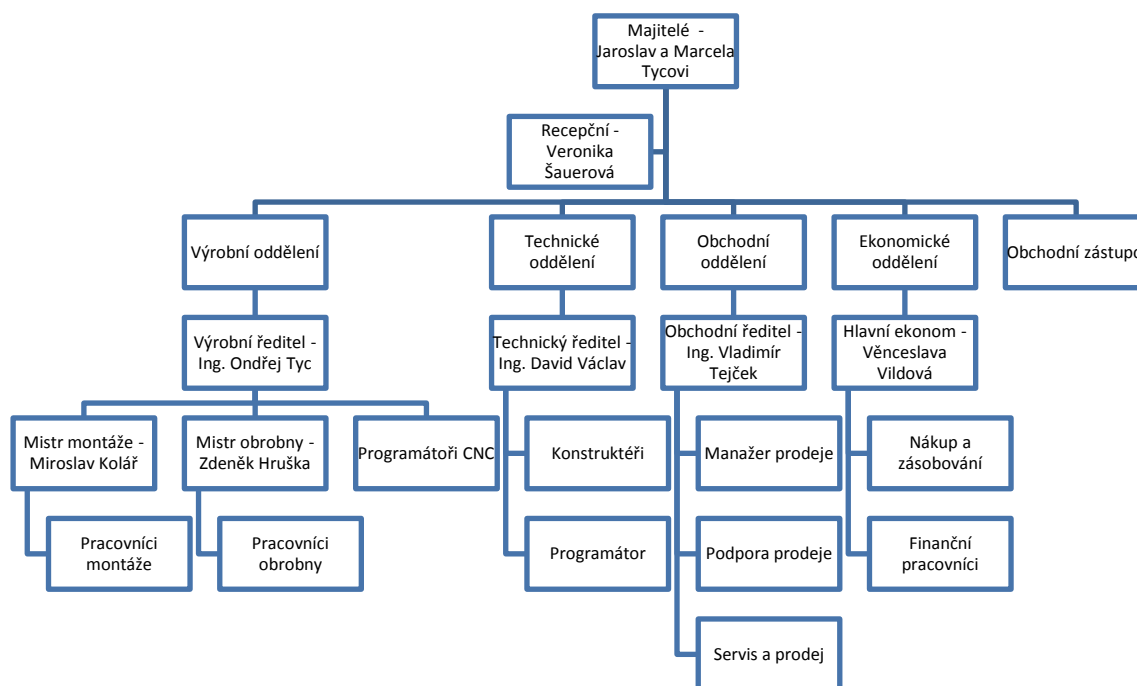 Majitelé -
Jaroslav a Marcela
Tycovi
Recepční -
Veronika
Šauerová
Výrobní oddělení
Technické
oddělení
Obchodní
oddělení
Ekonomické
oddělení
Obchodní zástupc
Výrobní ředitel -
Ing. Ondřej Tyc
Technický ředitel -
Ing. David Václav
Obchodní ředitel -
Ing. Vladimír
Tejček
Hlavní ekonom -
Věnceslava
Vildová
Mistr montáže -
Miroslav Kolář
Mistr obrobny -
Zdeněk Hruška
Programátoři CNC
Konstruktéři
Manažer prodeje
Nákup a
zásobování
Pracovníci
montáže
Pracovníci
obrobny
Programátor
Podpora prodeje
Finanční
pracovníci
Servis a prodej